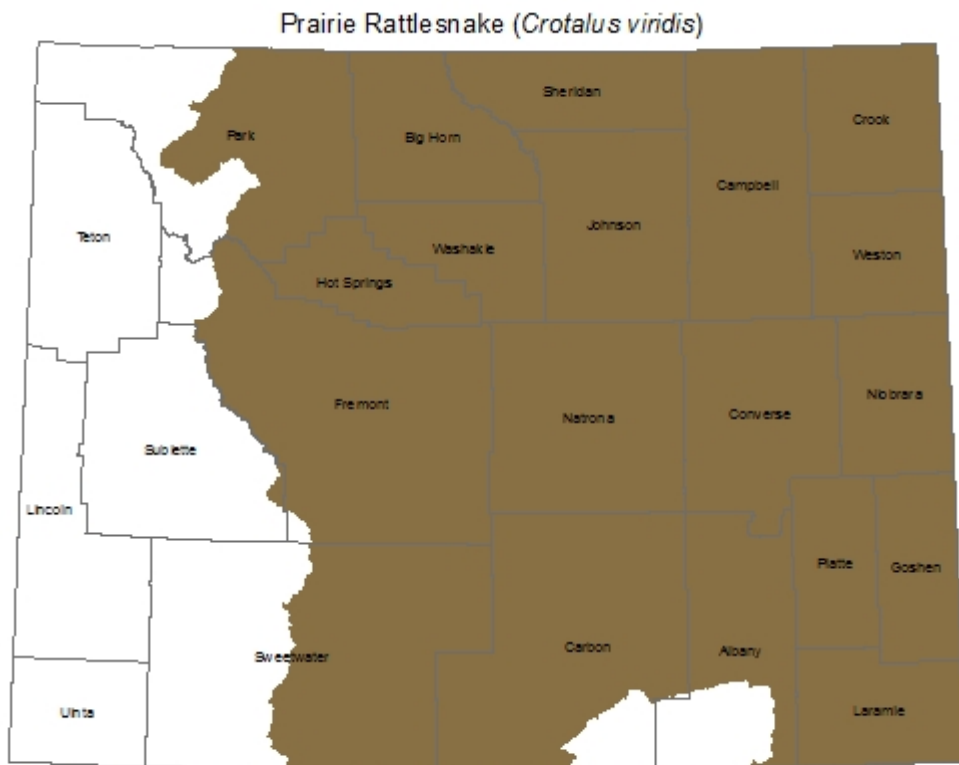 Prairie Rattlesnake (Crotalus viridis)
Sheridan
Crook
Park
Big Horn
Campbell
Johnson
Teton
Washakie
Weston
Hot Springs
Fremont
Natrona
Converse
Niobrara
Sublette
Lincoln
Platte
Goshen
Carbon
Albany
Sweetwater
Uinta
Laramie